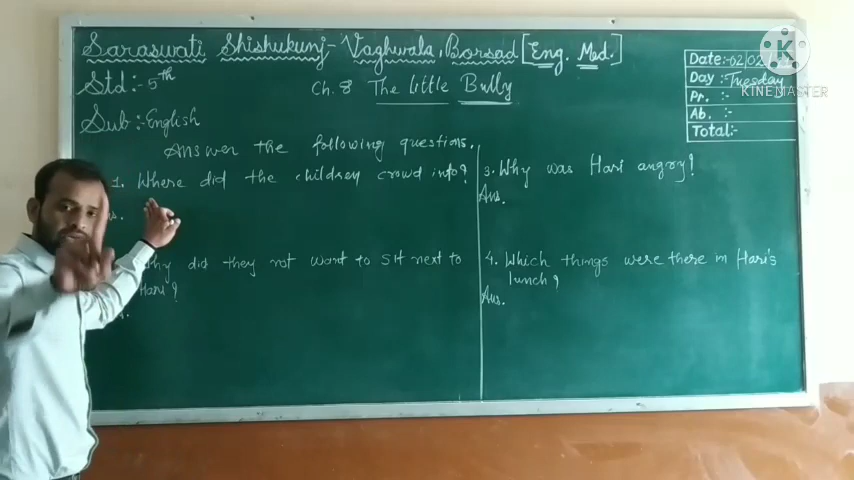 Saraswati Shishukunj - Vaghwala, Borsad [Eng. Med.]
Std :- 5th
Ch. 8 The Little Bully
Sub :- English
Date:- 02/02
Day : Tuesday
Pr. :-
Ab. :-
Total:-
KINEMASTER
Answer the following questions.
1. Where did the children crowd info?
Why did they not want to sit next to
Hari?
3. Why was Hari angroy?
Ans.
4. Which things were there in Hari's
lunch?
Ans.